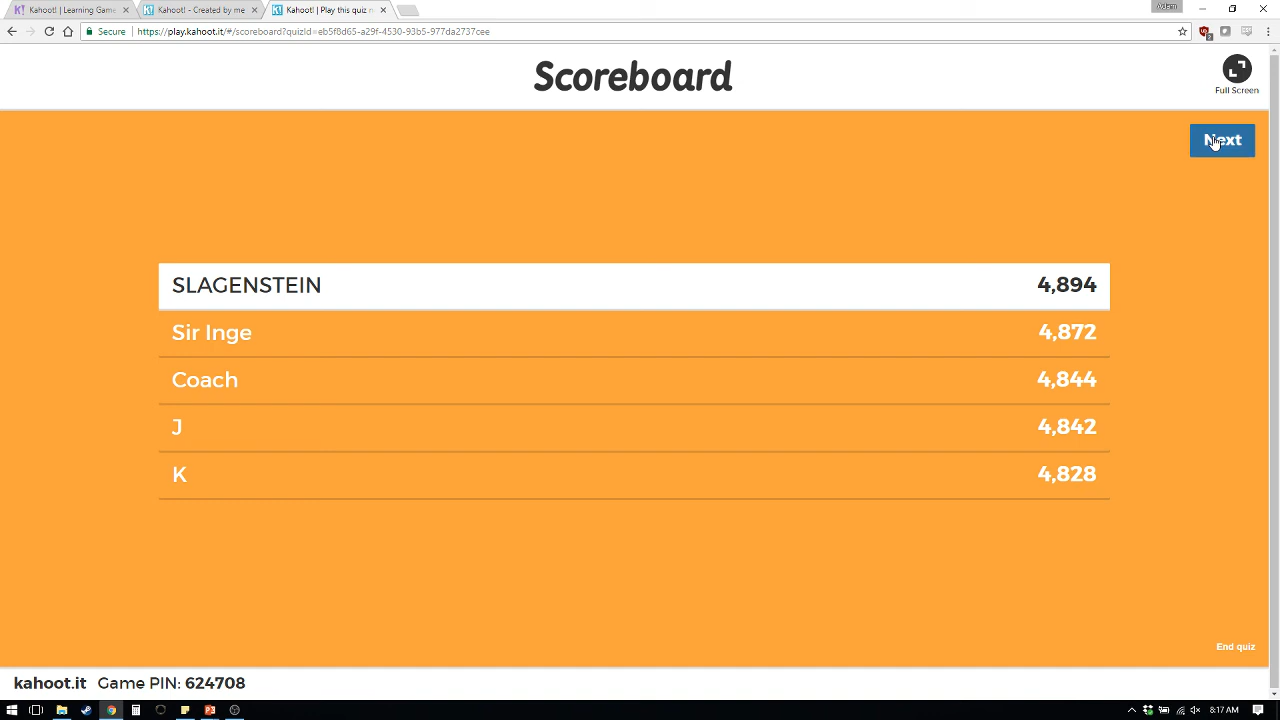 Kahoot! | Learning Game
Kahoot! - Created by me
Kahoot! | Play this quiz n
Adam
Secure
https://play.kahoot.it/#/scoreboard?quizId=eb5f8d65-a29f-4530-93b5-977da2737cee
Scoreboard
Full Screen
Next
SLAGENSTEIN 4,894
Sir Inge 4,872
Coach 4,844
J 4,842
K 4,828
End quiz
kahoot.it Game PIN: 624708
8:17 AM